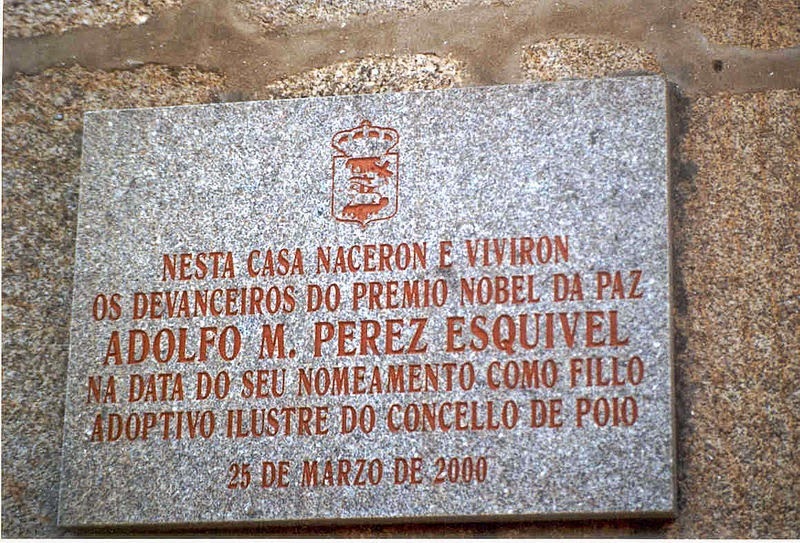 NESTA CASA NACERON E VIVIRON
OS DEVANCEIROS DO PREMIO NOBEL DA PAZ
ADOLFO M. PEREZ ESQUIVEL
NA DATA DO SEU NOMEAMENTO COMO FILLO
ADOPTIVO ILUSTRE DO CONCELLO DE POIO
25 DE MARZO DE 2000